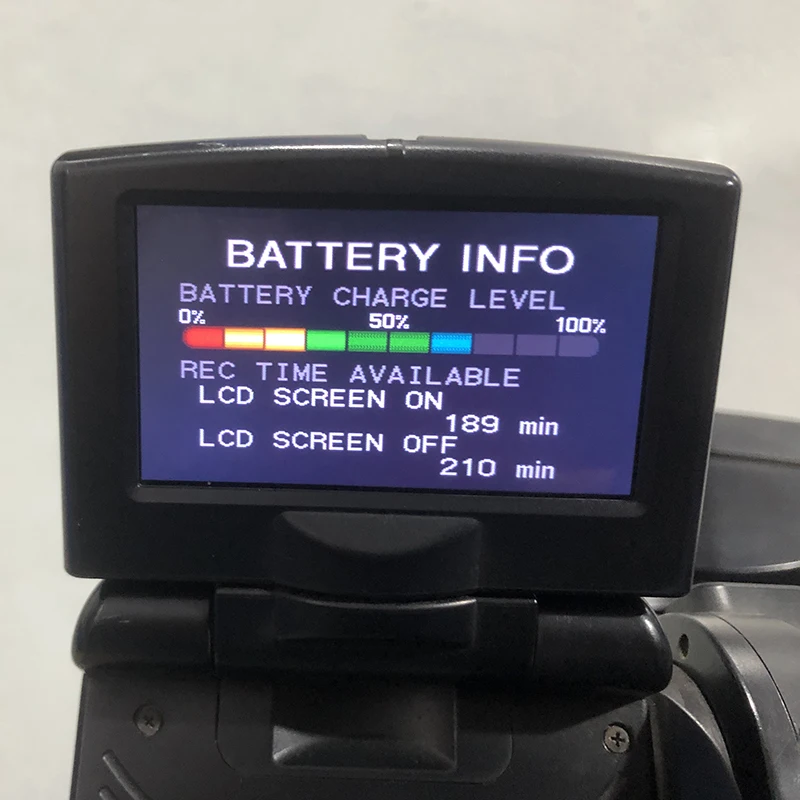 BATTERY INFO
BATTERY CHARGE LEVEL
0% 50% 100%
REC TIME AVAILABLE
LCD SCREEN ON
189 min
LCD SCREEN OFF
210 min